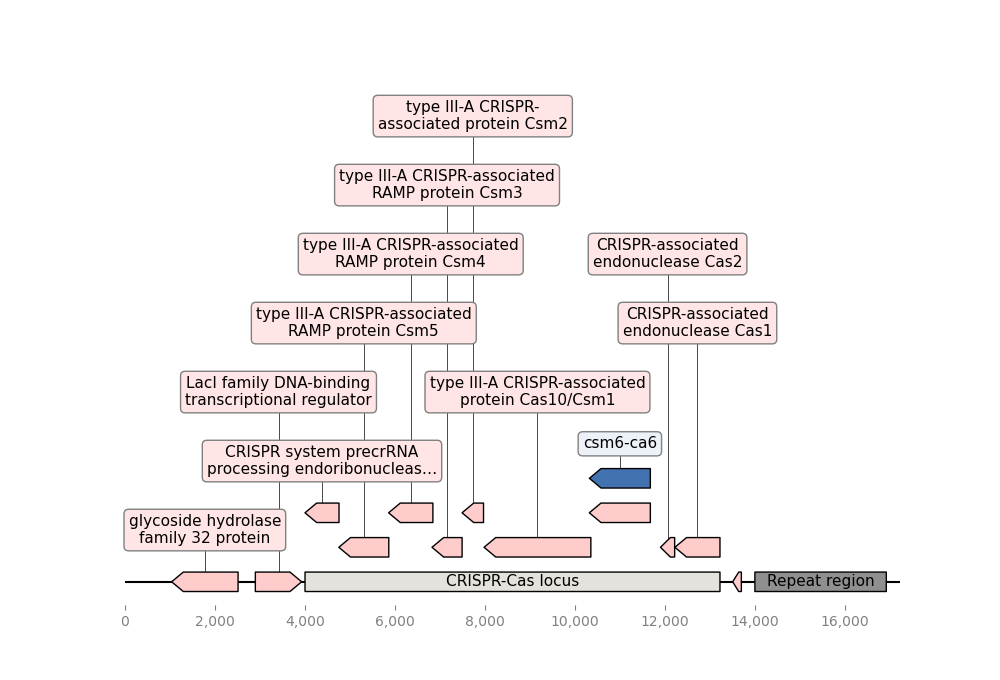 type III-A CRISPR-
associated protein Csm2
type III-A CRISPR-associated
RAMP protein Csm3
type III-A CRISPR-associated
RAMP protein Csm4
CRISPR-associated
endonuclease Cas2
type III-A CRISPR-associated
RAMP protein Csm5
CRISPR-associated
endonuclease Cas1
LacI family DNA-binding
transcriptional regulator
type III-A CRISPR-associated
protein Cas10/Csm1
csm6-ca6
CRISPR system precrRNA
processing endoribonucleas…
glycoside hydrolase
family 32 protein
CRISPR-Cas locus
Repeat region
0 2,000 4,000 6,000 8,000 10,000 12,000 14,000 16,000